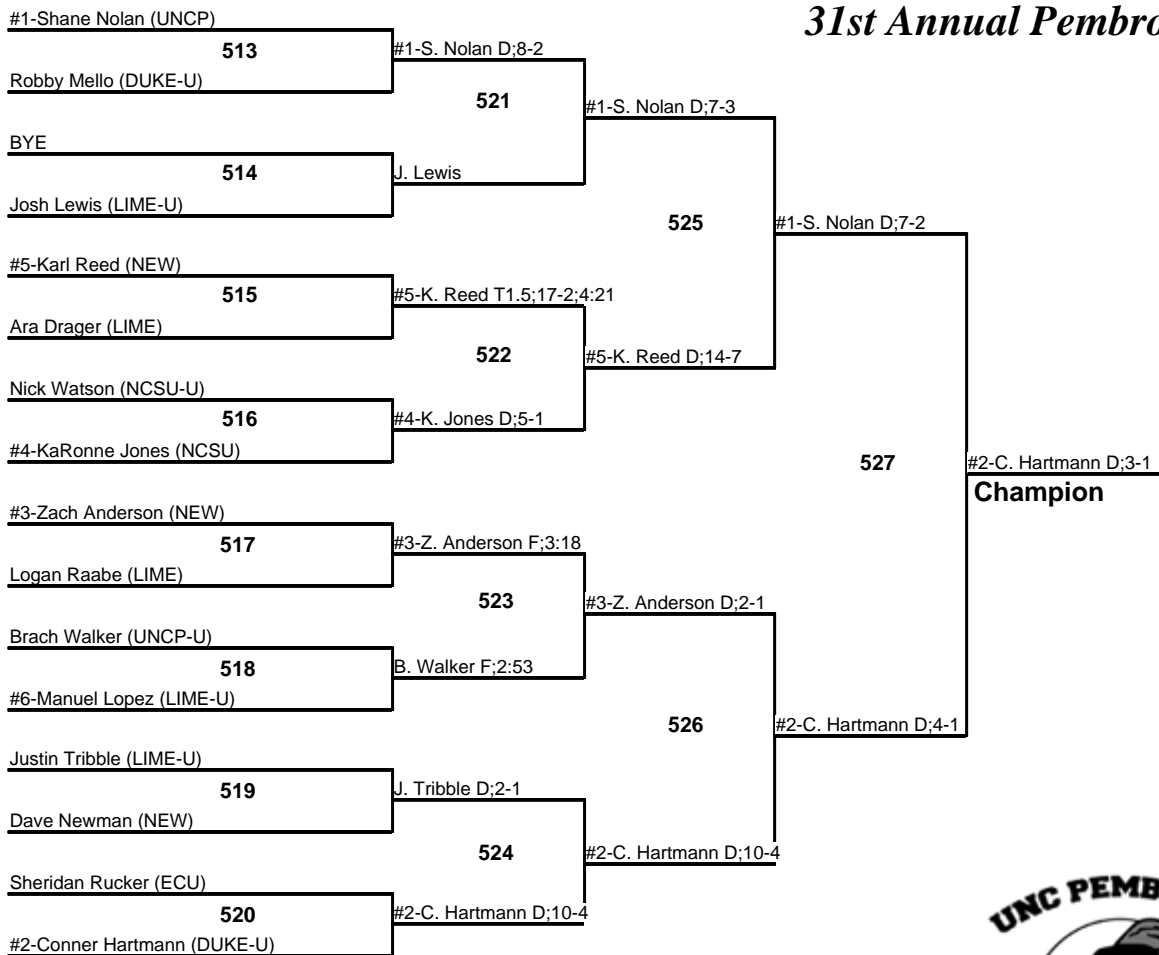 31st Annual Pembro
#1-Shane Nolan (UNCP)
513
Robby Mello (DUKE-U)
#1-S. Nolan D;8-2
521
#1-S. Nolan D;7-3
BYE
514
Josh Lewis (LIME-U)
J. Lewis
525
#1-S. Nolan D;7-2
#5-Karl Reed (NEW)
515
Ara Drager (LIME)
#5-K. Reed T1.5;17-2;4:21
522
#5-K. Reed D;14-7
Nick Watson (NCSU-U)
516
#4-KaRonne Jones (NCSU)
#4-K. Jones D;5-1
527
#2-C. Hartmann D;3-1
Champion
#3-Zach Anderson (NEW)
517
Logan Raabe (LIME)
#3-Z. Anderson F;3:18
523
#3-Z. Anderson D;2-1
Brach Walker (UNCP-U)
518
#6-Manuel Lopez (LIME-U)
B. Walker F;2:53
526
#2-C. Hartmann D;4-1
Justin Tribble (LIME-U)
519
Dave Newman (NEW)
J. Tribble D;2-1
524
#2-C. Hartmann D;10-4
Sheridan Rucker (ECU)
520
#2-Conner Hartmann (DUKE-U)
#2-C. Hartmann D;10-4
UNC PEMB